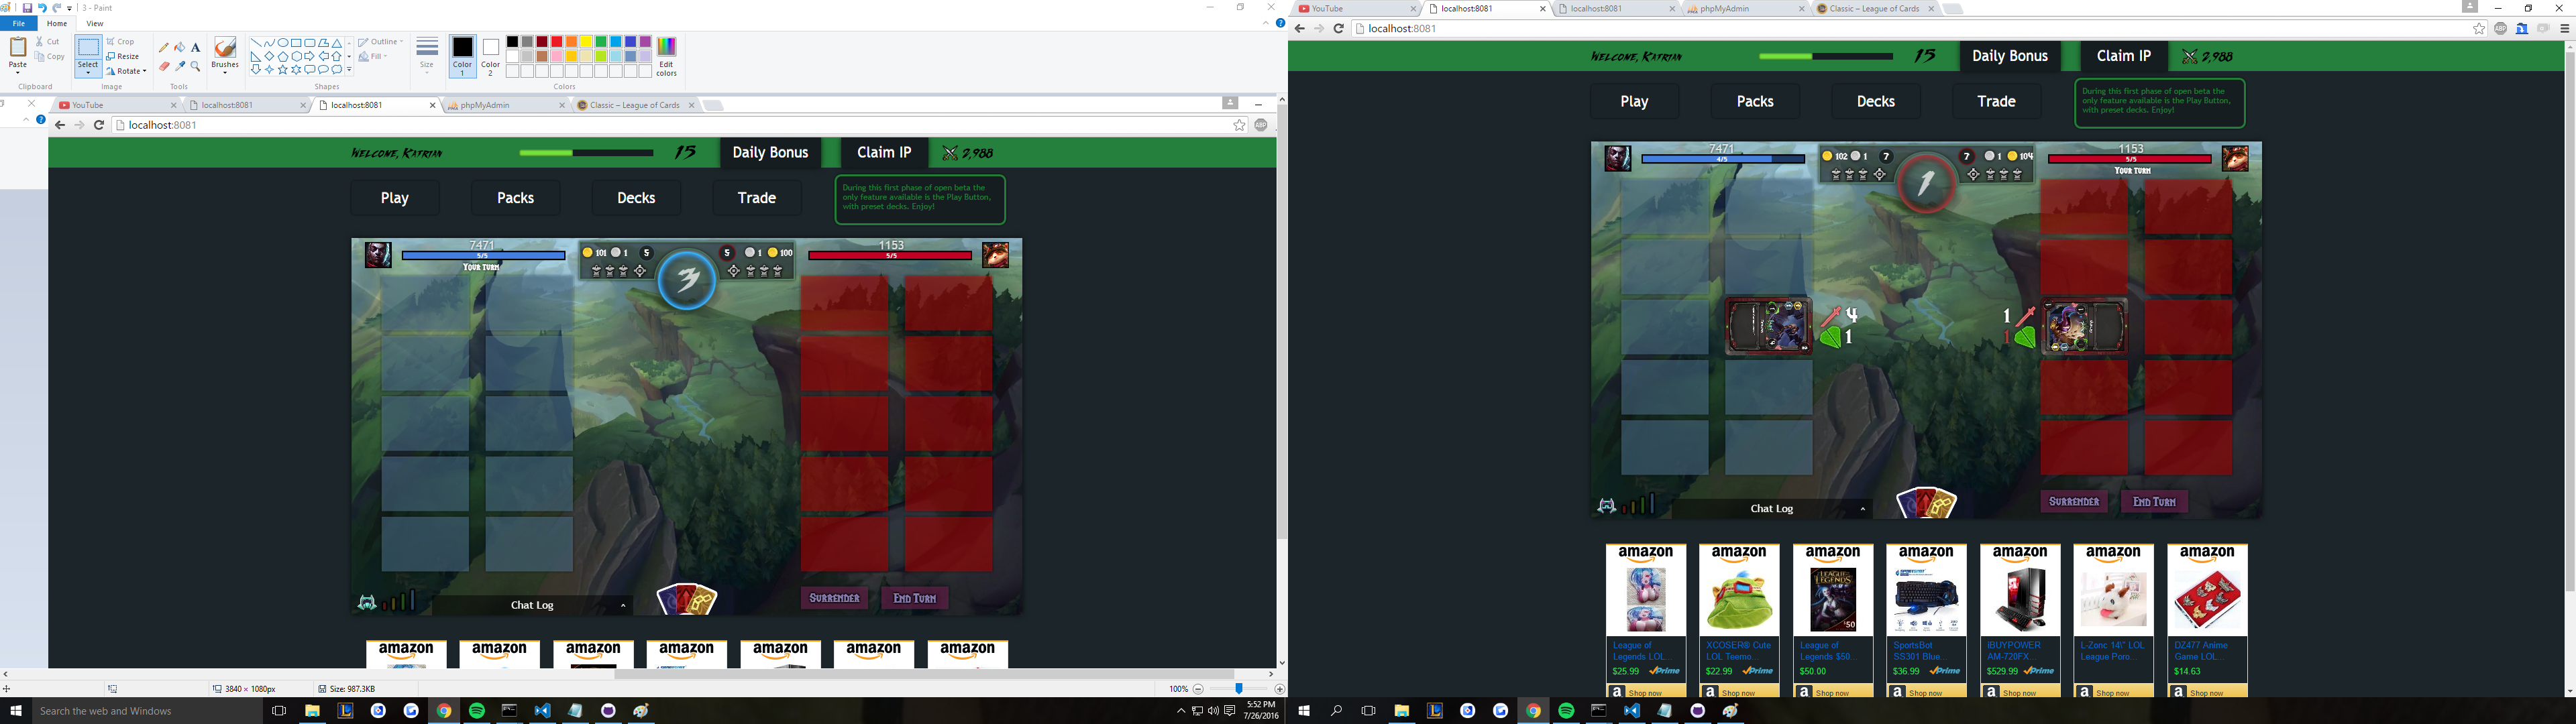 3 - Paint
File
Home
View
Paste
Cut
Copy
Clipboard
Select
Crop
Resize
Rotate
Image
Tools
Brushes
Shapes
Outline
Fill
Size
Color 1
Color 2
Edit colors
Colors
YouTube
localhost:8081
localhost:8081
phpMyAdmin
Classic – League of Cards
localhost:8081
Welcome, Katrian
15
Daily Bonus
Claim IP
2,988
Play
Packs
Decks
Trade
During this first phase of open beta the
only feature available is the Play Button,
with preset decks. Enjoy!
7471
5/5
Your turn
101
1
5
3
5
1
100
1153
5/5
Chat Log
Surrender
End Turn
amazon
amazon
amazon
amazon
amazon
amazon
amazon
3840 × 1080px
Size: 987.3KB
100%
Search the web and Windows
5:52 PM
7/26/2016
YouTube
localhost:8081
localhost:8081
phpMyAdmin
Classic – League of Cards
localhost:8081
Welcome, Katrian
15
Daily Bonus
Claim IP
2,988
Play
Packs
Decks
Trade
During this first phase of open beta the
only feature available is the Play Button,
with preset decks. Enjoy!
7471
4/5
102
1
7
1
7
1
104
1153
5/5
Your turn
4
1
1
1
Chat Log
Surrender
End Turn
amazon
amazon
amazon
amazon
amazon
amazon
amazon
LEAGUE LEGENDS
$50
League of
Legends LOL...
$25.99 Prime
Shop now
XCOSER® Cute
LOL Teemo...
$22.99 Prime
Shop now
League of
Legends $50...
$50.00
Shop now
SportsBot
SS301 Blue...
$36.99 Prime
Shop now
IBUYPOWER
AM-720FX...
$529.99 Prime
Shop now
L-Zonc 14\" LOL
League Poro...
Shop now
DZ477 Anime
Game LOL...
$14.63
Shop now